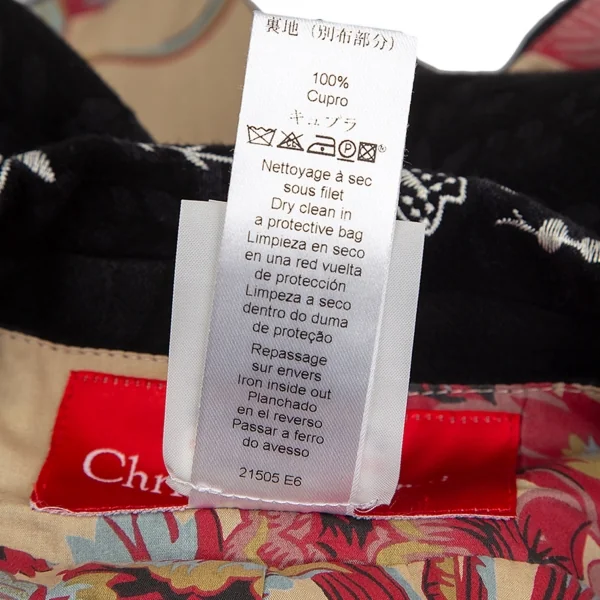 裏地（別布部分）
100%
Cupro
キュプラ
P ®
Nettoyage à sec
sous filet
Dry clean in
a protective bag
Limpieza en seco
en una red vuelta
de protección
Limpeza a seco
dentro do duma
de proteção
Repassage
sur envers
Iron inside out
Planchado
en el reverso
Passar a ferro
do avesso
21505 E6
Chri